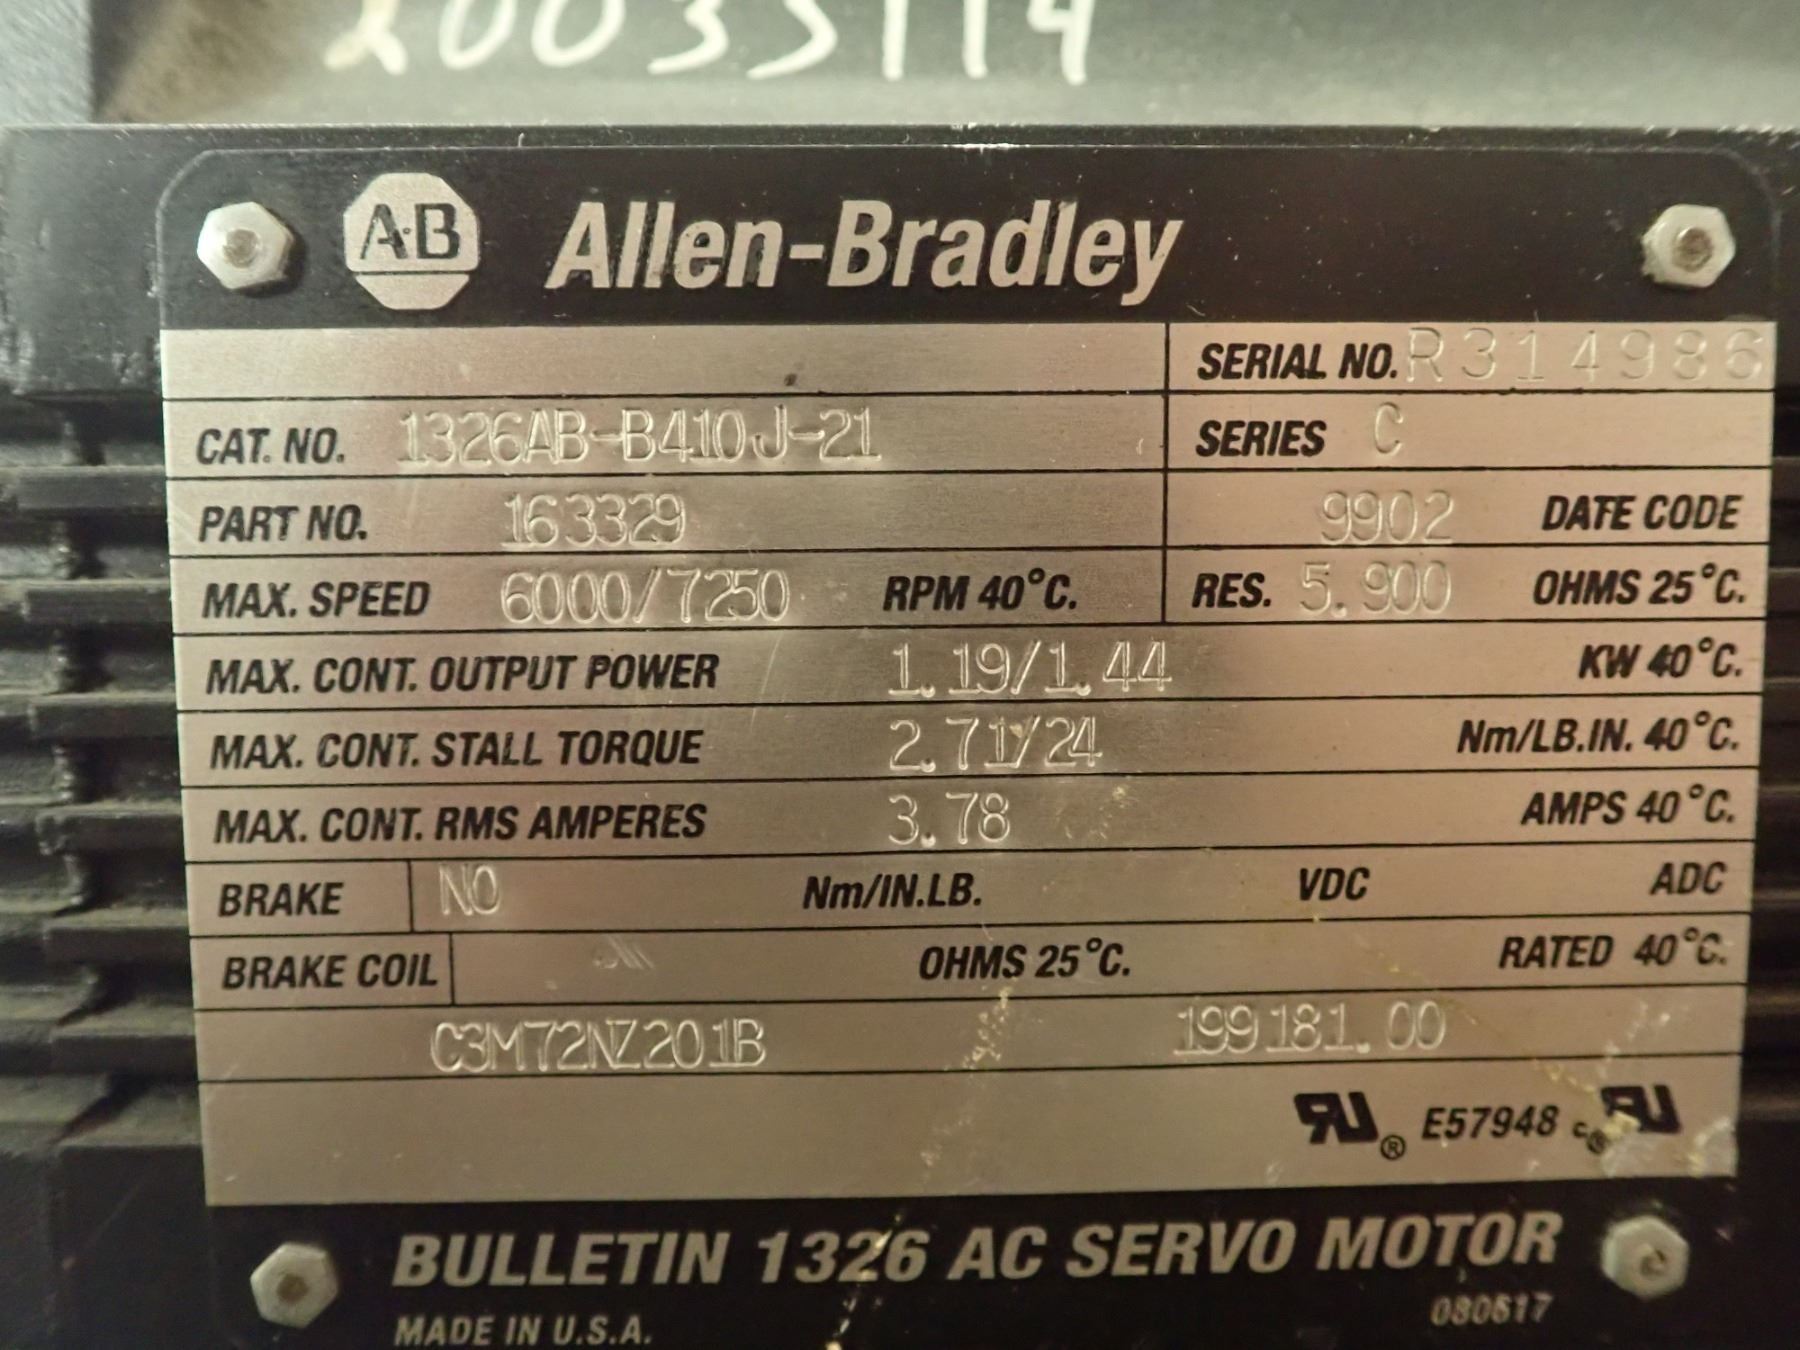 20035114
A·B Allen-Bradley
SERIAL NO. R314986
CAT. NO. 1326AB-B410J-21
SERIES C
PART NO. 163329
9902 DATE CODE
MAX. SPEED 6000/7250 RPM 40°C.
RES. 5.900 OHMS 25°C.
MAX. CONT. OUTPUT POWER 1.19/1.44 KW 40°C.
MAX. CONT. STALL TORQUE 2.71/24 Nm/LB.IN. 40°C.
MAX. CONT. RMS AMPERES 3.78 AMPS 40°C.
BRAKE NO Nm/IN.LB. VDC ADC
BRAKE COIL OHMS 25°C. RATED 40°C.
C3M72NZ201B 199181.00
RU® E57948 c RU®
BULLETIN 1326 AC SERVO MOTOR
MADE IN U.S.A. 080617